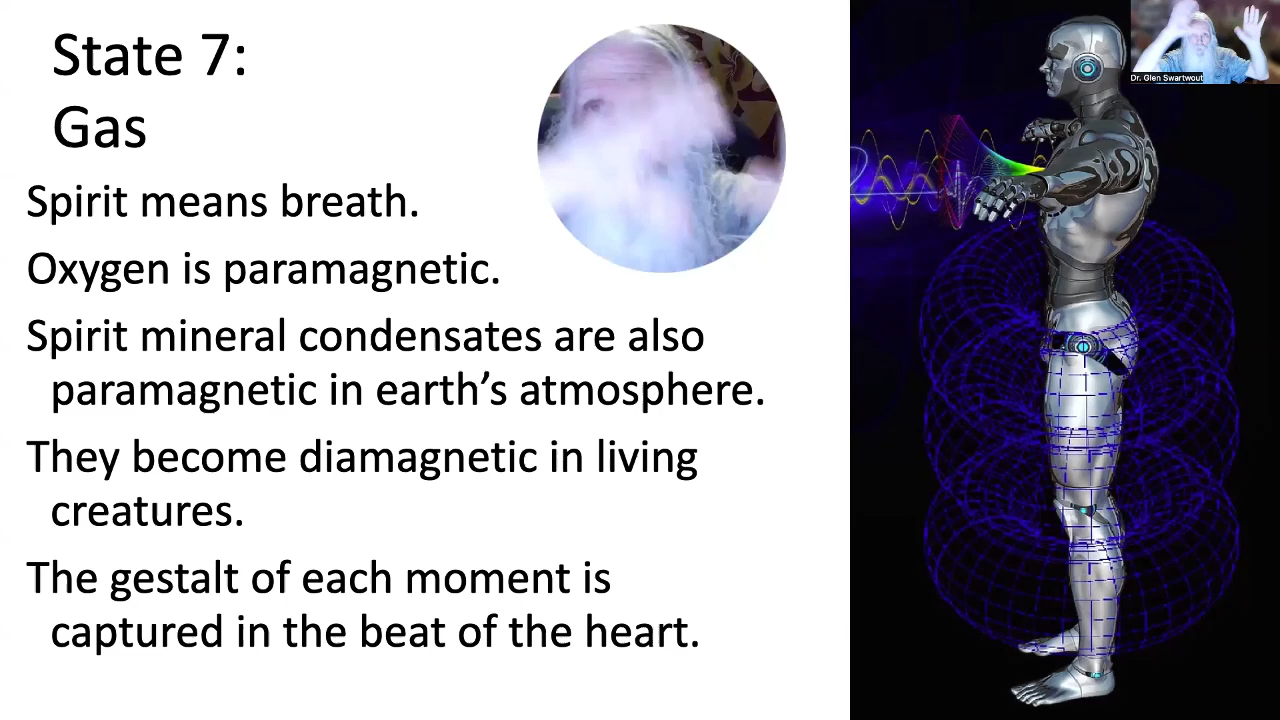 State 7:
Gas
Spirit means breath.
Oxygen is paramagnetic.
Spirit mineral condensates are also
paramagnetic in earth’s atmosphere.
They become diamagnetic in living
creatures.
The gestalt of each moment is
captured in the beat of the heart.
Dr. Glen Swartwout